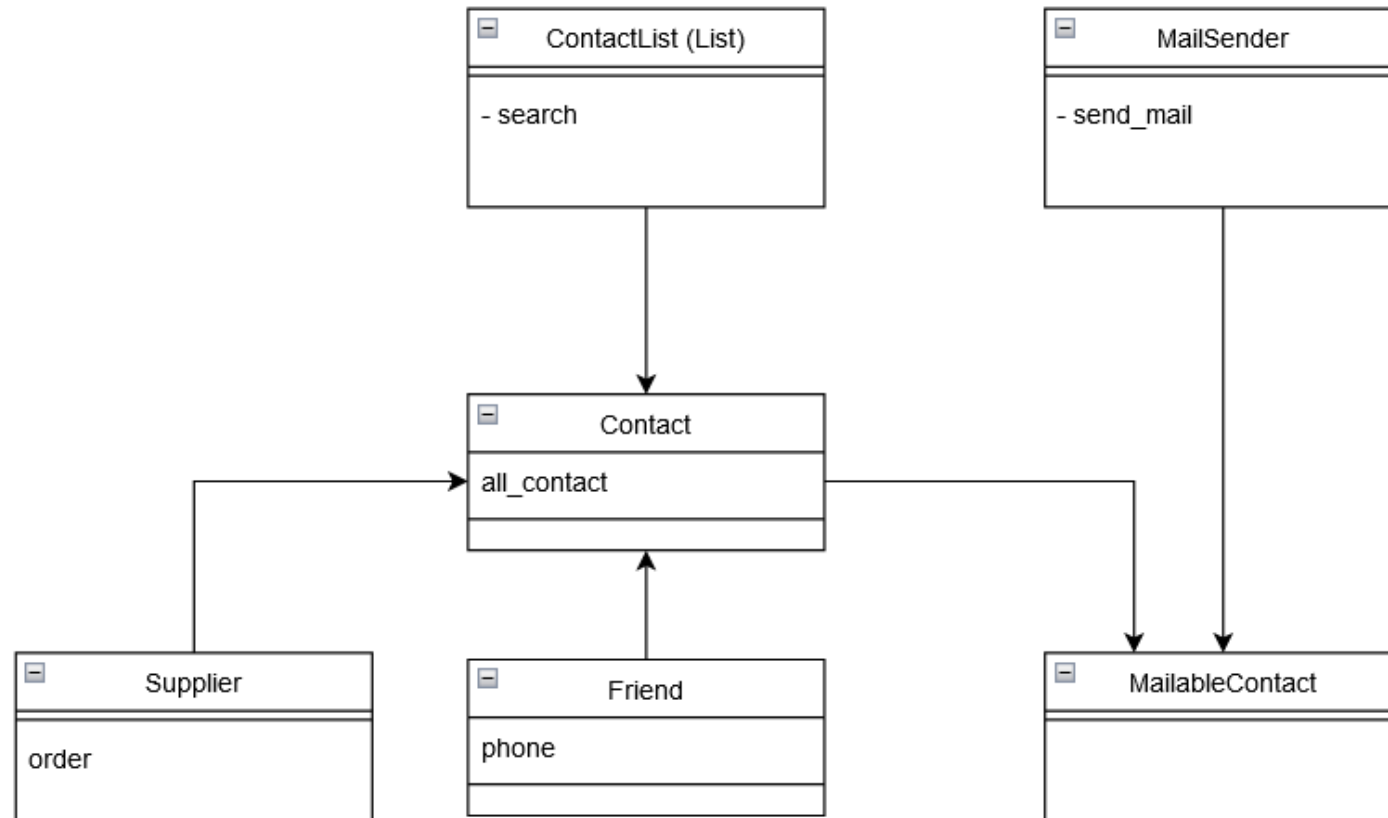 ContactList (List)
- search
MailSender
- send_mail
Contact
all_contact
Supplier
order
Friend
phone
MailableContact